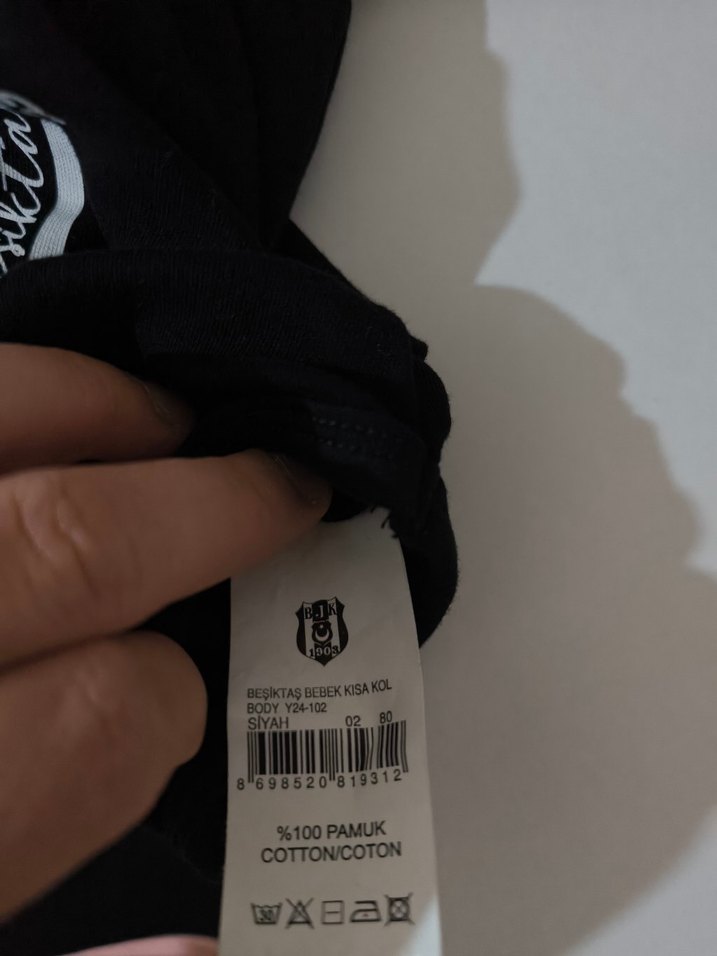 BJK
1903
BEŞİKTAŞ BEBEK KISA KOL
BODY Y24-102
SİYAH 02 80
8 698520 819312
%100 PAMUK
COTTON/COTON